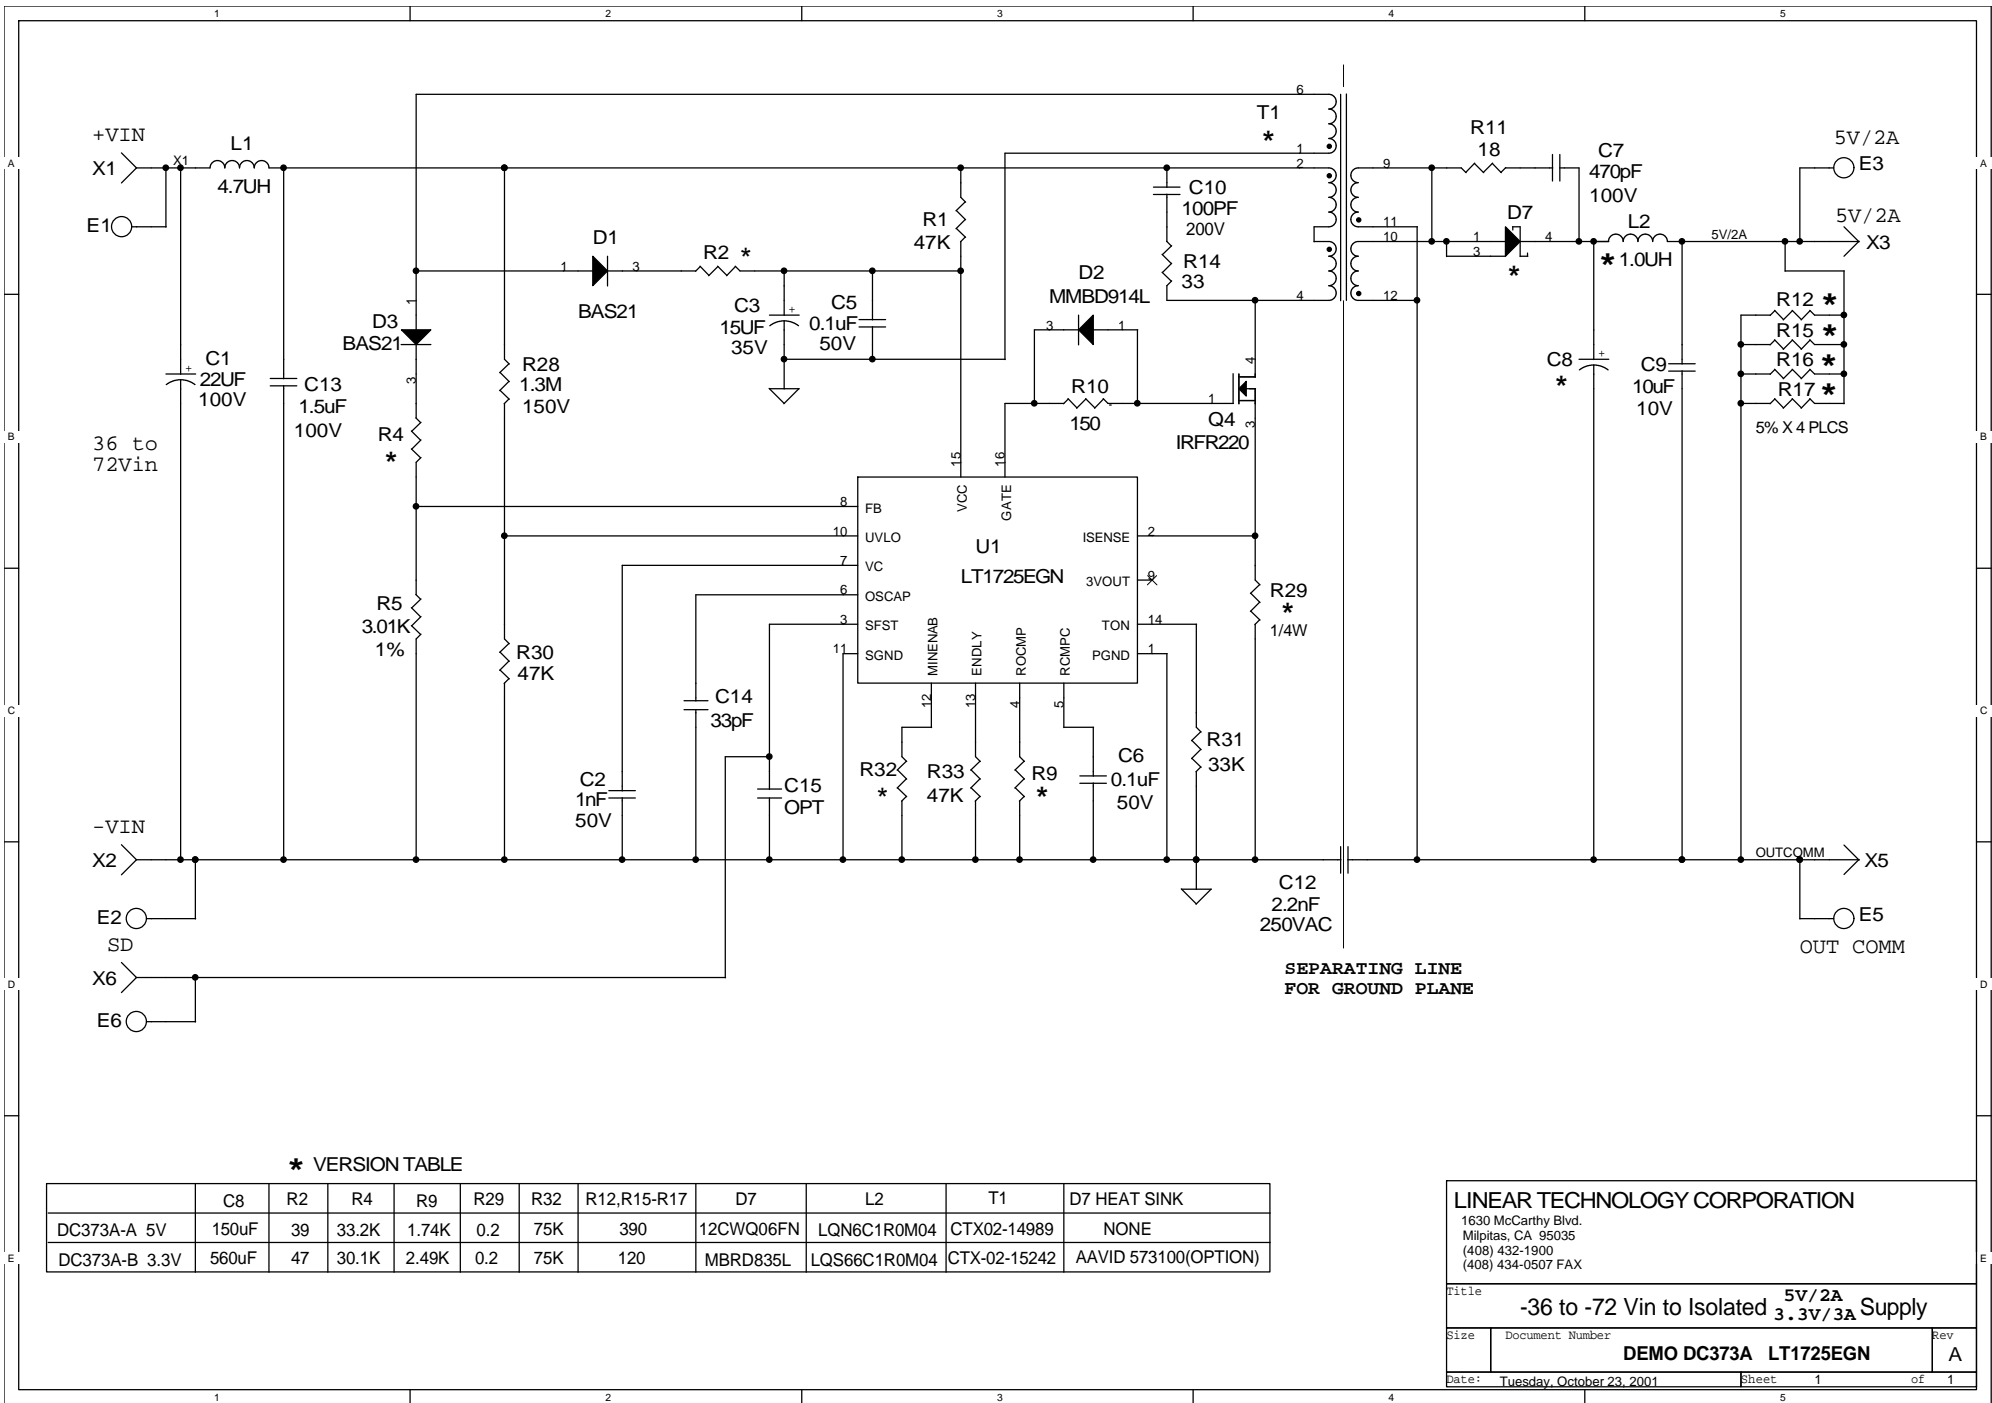 1 2 3 4 5
A
B
C
D
E
+VIN
X1
X1
L1
4.7UH
E1
C1
22UF
100V
C13
1.5uF
100V
36 to
72Vin
D3
BAS21
1
3
R4
*
R5
3.01K
1%
D1
BAS21
1
3
R2 *
R28
1.3M
150V
R30
47K
C3
15UF
35V
+
C5
0.1uF
50V
R1
47K
C10
100PF
200V
R14
33
D2
MMBD914L
3
1
R10
150
T1
*
6
1
2
4
9
11
10
12
Q4
IRFR220
1
4
3
R11
18
C7
470pF
100V
D7
*
1
3
4
L2
* 1.0UH
5V/2A
5V/2A
E3
5V/2A
X3
R12 *
R15 *
R16 *
R17 *
5% X 4 PLCS
C8
*
+
C9
10uF
10V
U1
LT1725EGN
15 VCC
16 GATE
8 FB
10 UVLO
7 VC
6 OSCAP
3 SFST
11 SGND
ISENSE 2
3VOUT 9
TON 14
PGND 1
MINENAB 12
ENDLY 13
ROCMP 4
RCMPC 5
R29
*
1/4W
R31
33K
C14
33pF
C2
1nF
50V
C15
OPT
R32
*
R33
47K
R9
*
C6
0.1uF
50V
C12
2.2nF
250VAC
-VIN
X2
E2
SD
X6
E6
OUTCOMM
X5
E5
OUT COMM
SEPARATING LINE
FOR GROUND PLANE
* VERSION TABLE
C8 R2 R4 R9 R29 R32 R12,R15-R17 D7 L2 T1 D7 HEAT SINK
DC373A-A 5V 150uF 39 33.2K 1.74K 0.2 75K 390 12CWQ06FN LQN6C1R0M04 CTX02-14989 NONE
DC373A-B 3.3V 560uF 47 30.1K 2.49K 0.2 75K 120 MBRD835L LQS66C1R0M04 CTX-02-15242 AAVID 573100(OPTION)
LINEAR TECHNOLOGY CORPORATION
1630 McCarthy Blvd.
Milpitas, CA 95035
(408) 432-1900
(408) 434-0507 FAX
Title
-36 to -72 Vin to Isolated 5V/2A 3.3V/3A Supply
Size Document Number Rev
DEMO DC373A LT1725EGN A
Date: Tuesday, October 23, 2001 Sheet 1 of 1
1 2 3 4 5